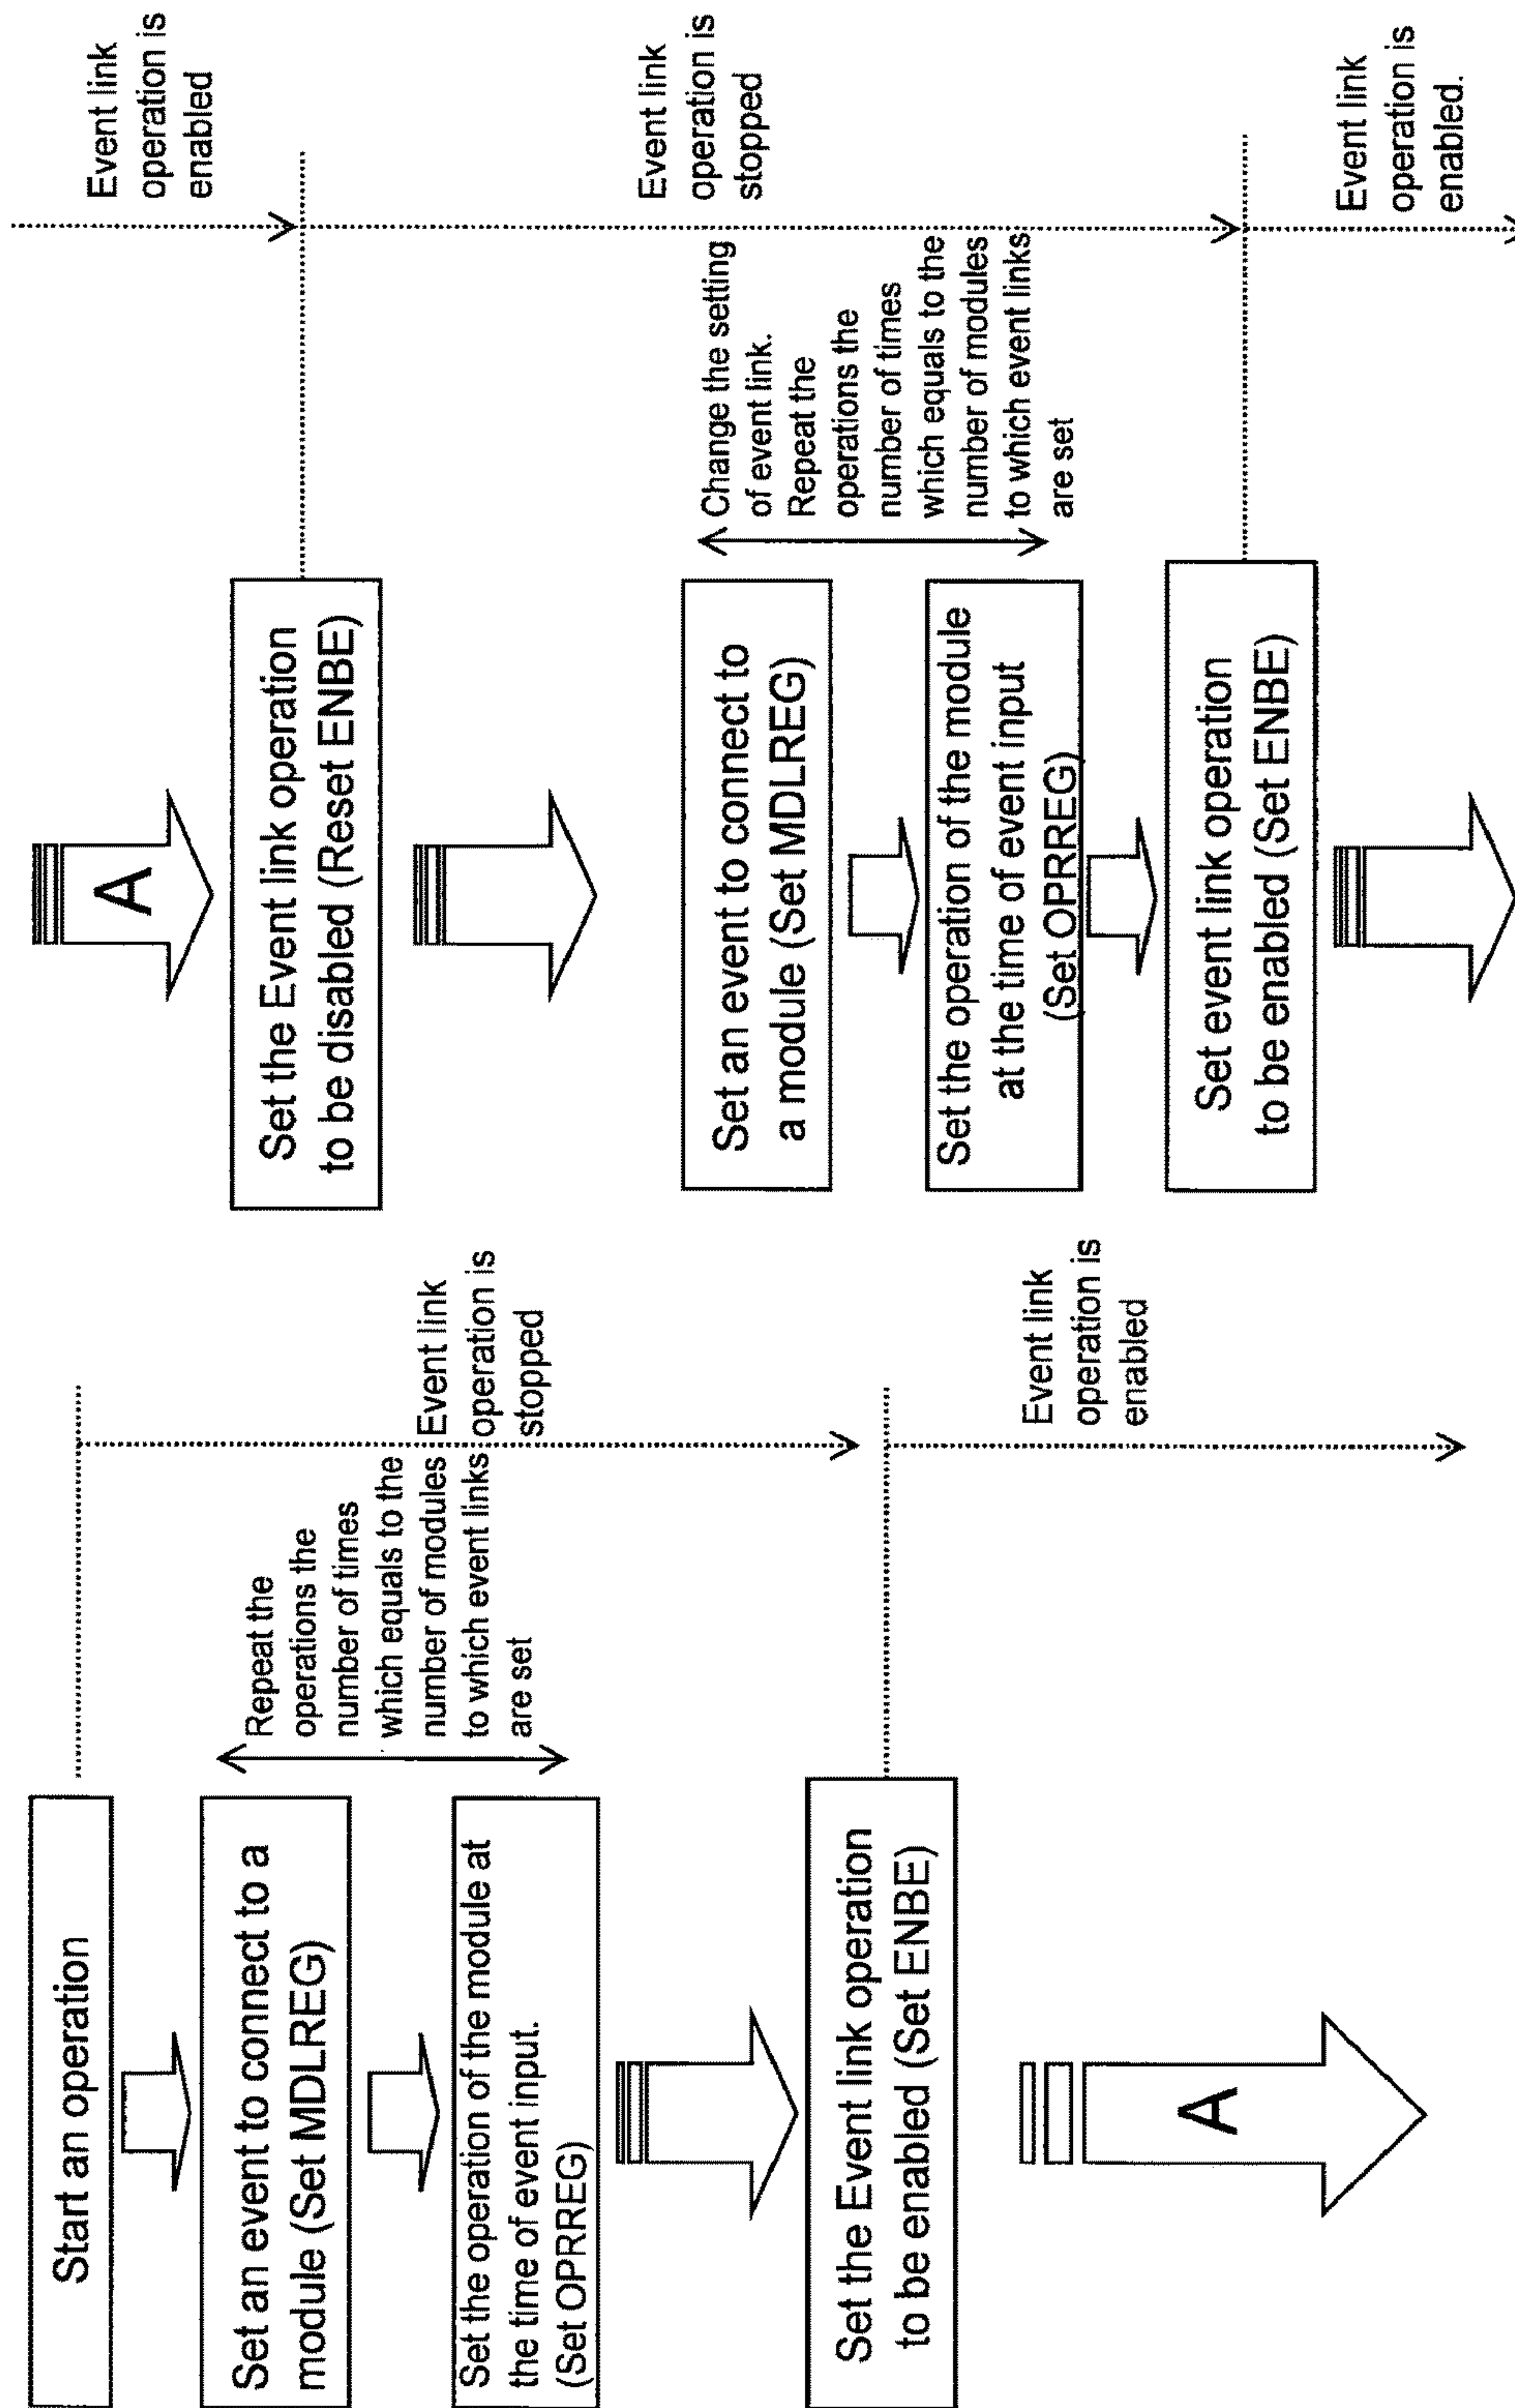 Start an operation
Set an event to connect to a
module (Set MDLREG)
Set the operation of the module at
the time of event input.
(Set OPRREG)
Repeat the
operations the
number of times
which equals to the
number of modules
to which event links
are set
Event link
operation is
stopped
Set the Event link operation
to be enabled (Set ENBE)
Event link
operation is
enabled
A
A
Event link
operation is
enabled
Set the Event link operation
to be disabled (Reset ENBE)
Event link
operation is
stopped
Set an event to connect to
a module (Set MDLREG)
Set the operation of the module
at the time of event input
(Set OPRREG)
Change the setting
of event link.
Repeat the
operations the
number of times
which equals to the
number of modules
to which event links
are set
Set event link operation
to be enabled (Set ENBE)
Event link
operation is
enabled.